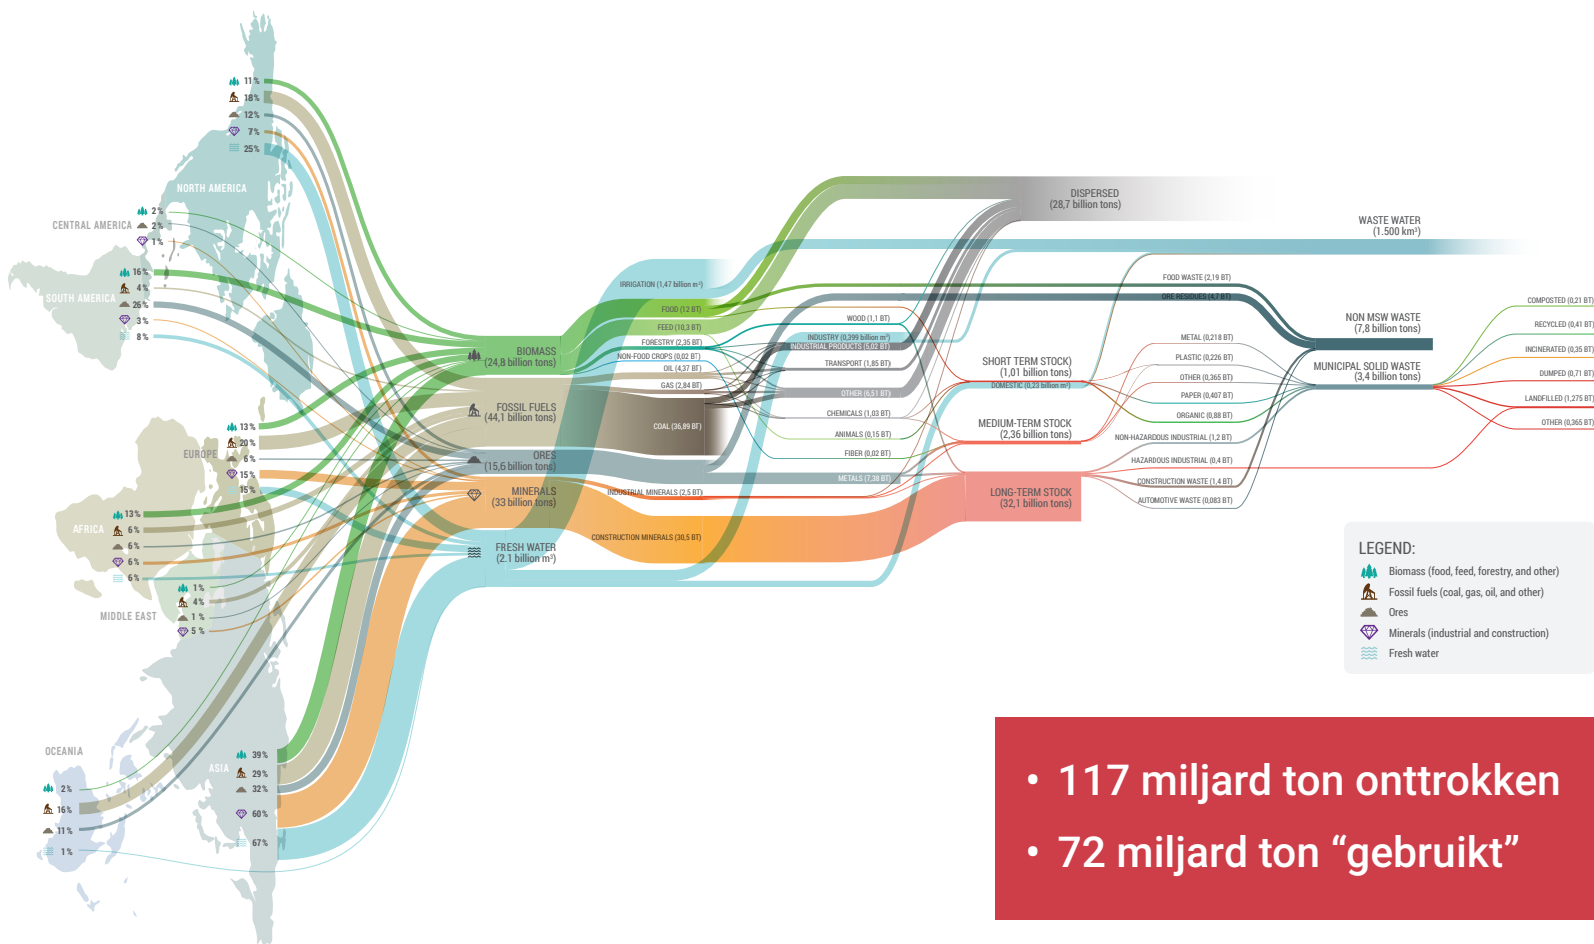 11%
18%
12%
7%
25%
NORTH AMERICA
CENTRAL AMERICA
2%
2%
1%
SOUTH AMERICA
16%
4%
26%
3%
8%
EUROPE
13%
20%
6%
15%
15%
AFRICA
13%
6%
6%
6%
6%
MIDDLE EAST
1%
4%
1%
5%
OCEANIA
2%
16%
11%
1%
ASIA
39%
29%
32%
60%
67%
BIOMASS
(24,8 billion tons)
FOSSIL FUELS
(44,1 billion tons)
ORES
(15,6 billion tons)
MINERALS
(33 billion tons)
FRESH WATER
(2.1 billion m³)
IRRIGATION (1,47 billion m³)
FOOD (12 BT)
FEED (10,3 BT)
FORESTRY (2,35 BT)
NON-FOOD CROPS (0,02 BT)
OIL (4,37 BT)
GAS (2,84 BT)
COAL (36,89 BT)
INDUSTRIAL MINERALS (2,5 BT)
CONSTRUCTION MINERALS (30,5 BT)
WOOD (1,1 BT)
INDUSTRY (0,399 billion m³)
INDUSTRIAL PRODUCTS (5,02 BT)
TRANSPORT (1,85 BT)
OTHER (6,51 BT)
CHEMICALS (1,03 BT)
ANIMALS (0,15 BT)
FIBER (0,02 BT)
METALS (7,38 BT)
DISPERSED
(28,7 billion tons)
SHORT TERM STOCK
(1,01 billion tons)
DOMESTIC (0,23 billion m³)
MEDIUM-TERM STOCK
(2,36 billion tons)
LONG-TERM STOCK
(32,1 billion tons)
WASTE WATER
(1.500 km³)
FOOD WASTE (2,19 BT)
ORE RESIDUES (4,7 BT)
METAL (0,218 BT)
PLASTIC (0,226 BT)
OTHER (0,365 BT)
PAPER (0,407 BT)
ORGANIC (0,88 BT)
NON-HAZARDOUS INDUSTRIAL (1,2 BT)
HAZARDOUS INDUSTRIAL (0,4 BT)
CONSTRUCTION WASTE (1,4 BT)
AUTOMOTIVE WASTE (0,083 BT)
NON MSW WASTE
(7,8 billion tons)
MUNICIPAL SOLID WASTE
(3,4 billion tons)
COMPOSTED (0,21 BT)
RECYCLED (0,41 BT)
INCINERATED (0,35 BT)
DUMPED (0,71 BT)
LANDFILLED (1,275 BT)
OTHER (0,365 BT)
LEGEND:
Biomass (food, feed, forestry, and other)
Fossil fuels (coal, gas, oil, and other)
Ores
Minerals (industrial and construction)
Fresh water
• 117 miljard ton onttrokken
• 72 miljard ton “gebruikt”